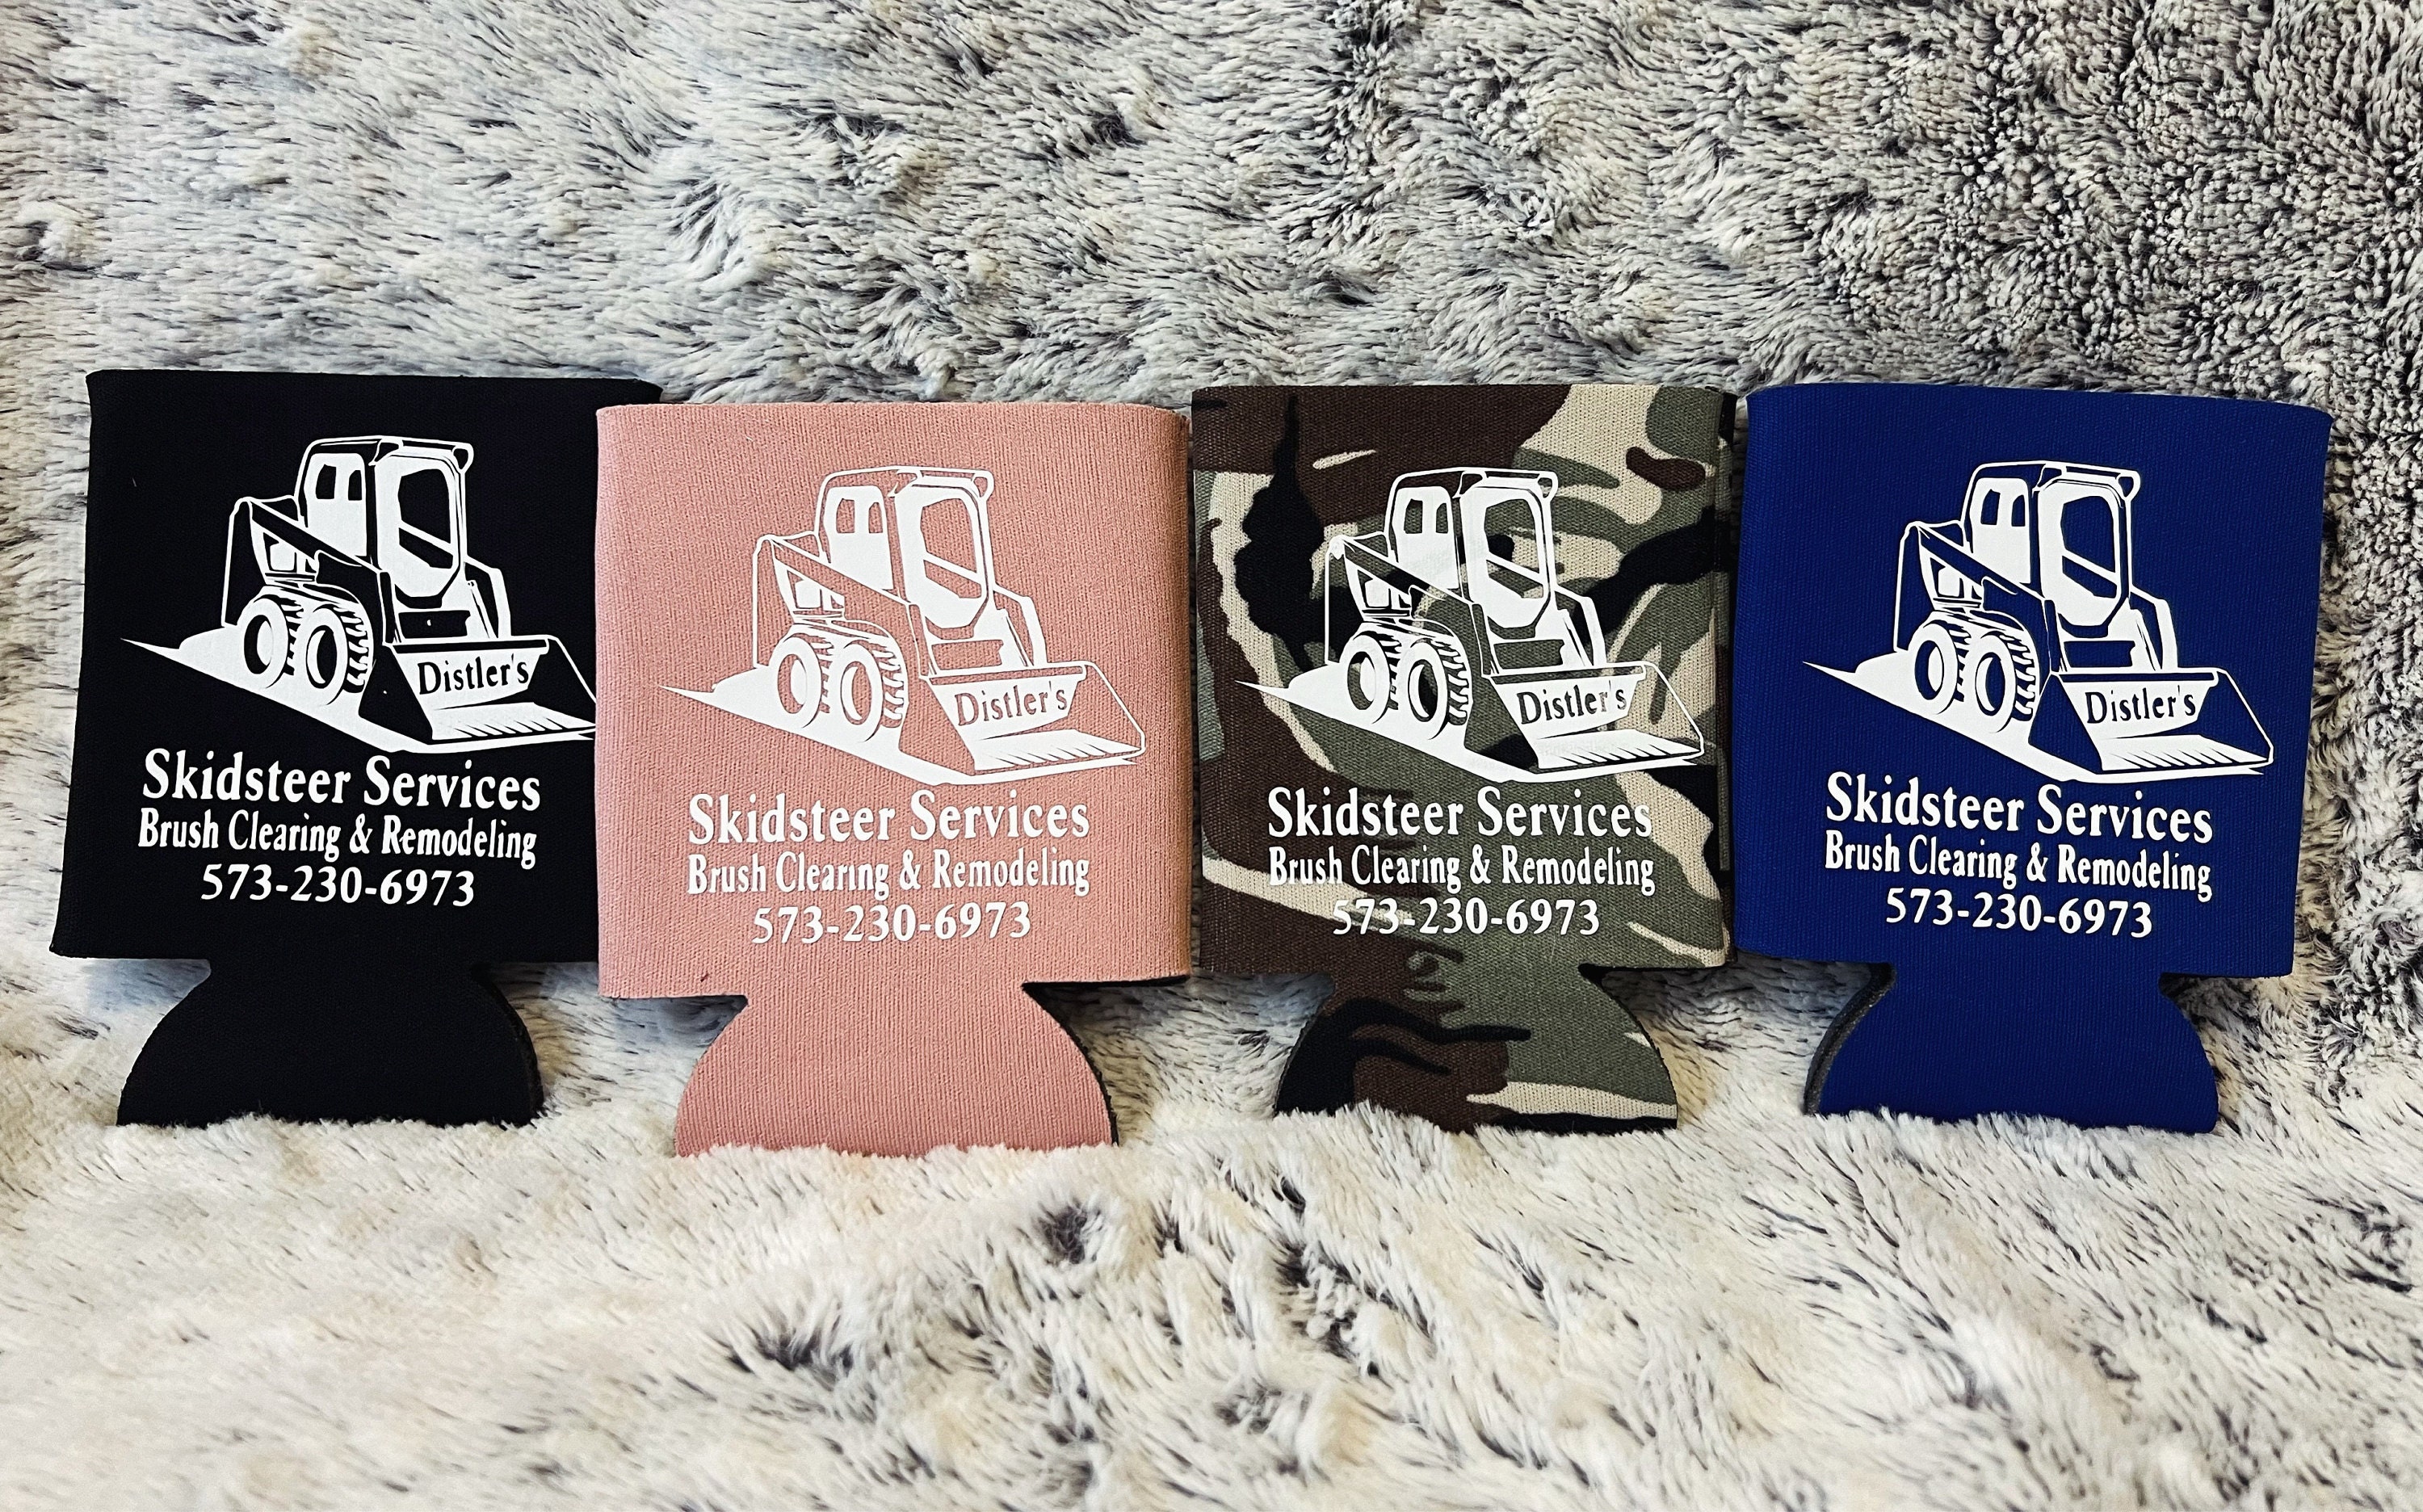 Distler's
Skidsteer Services
Brush Clearing & Remodeling
573-230-6973
Distler's
Skidsteer Services
Brush Clearing & Remodeling
573-230-6973
Distler's
Skidsteer Services
Brush Clearing & Remodeling
573-230-6973
Distler's
Skidsteer Services
Brush Clearing & Remodeling
573-230-6973